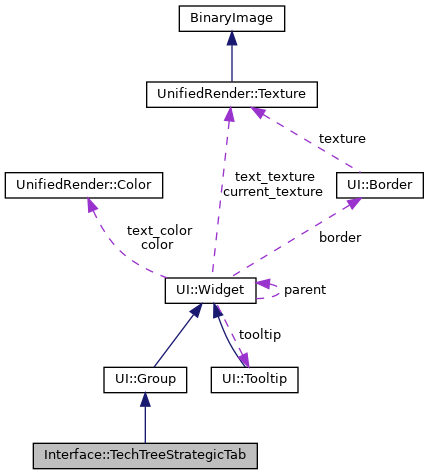 BinaryImage
UnifiedRender::Texture
texture
UnifiedRender::Color
text_texture
current_texture
UI::Border
text_color
color
border
UI::Widget
parent
tooltip
UI::Group
UI::Tooltip
Interface::TechTreeStrategicTab